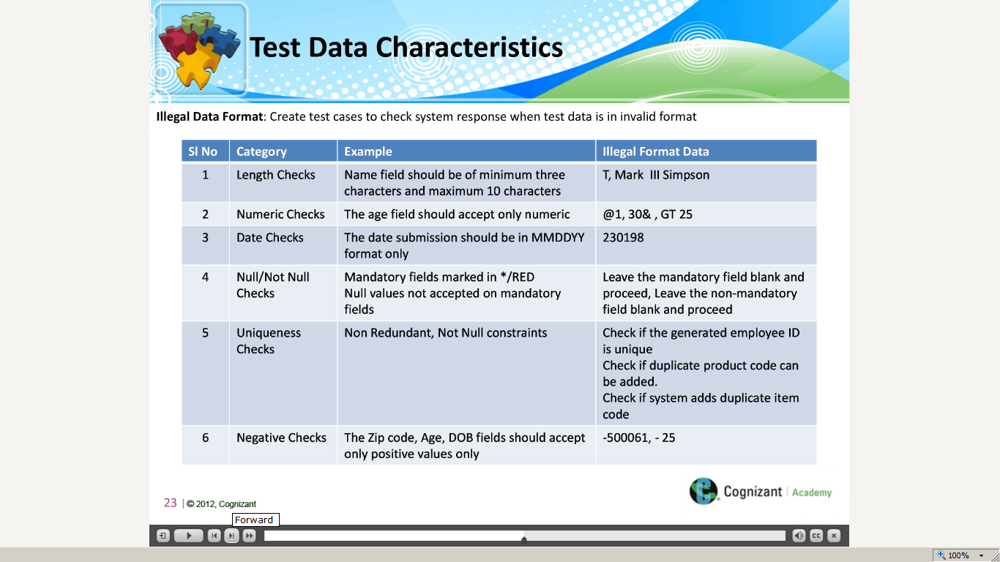 Test Data Characteristics
Illegal Data Format: Create test cases to check system response when test data is in invalid format
Sl No Category Example Illegal Format Data
1 Length Checks Name field should be of minimum three T, Mark III Simpson
characters and maximum 10 characters
2 Numeric Checks The age field should accept only numeric @1, 30& , GT 25
3 Date Checks The date submission should be in MMDDYY 230198
format only
4 Null/Not Null Mandatory fields marked in */RED Leave the mandatory field blank and
Checks Null values not accepted on mandatory proceed, Leave the non-mandatory
fields field blank and proceed
5 Uniqueness Non Redundant, Not Null constraints Check if the generated employee ID
Checks is unique
Check if duplicate product code can
be added.
Check if system adds duplicate item
code
6 Negative Checks The Zip code, Age, DOB fields should accept -500061, - 25
only positive values only
Cognizant | Academy
23 | © 2012, Cognizant
Forward
CC
100%